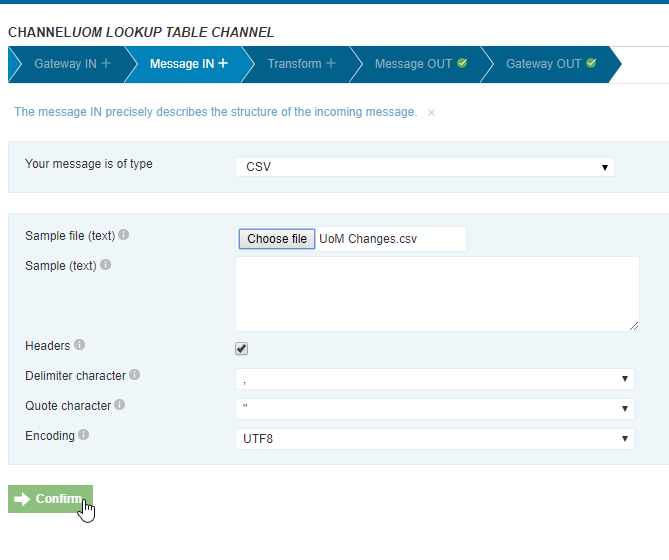 CHANNELUOM LOOKUP TABLE CHANNEL
Gateway IN + Message IN + Transform + Message OUT Gateway OUT
The message IN precisely describes the structure of the incoming message. ×
Your message is of type CSV
Sample file (text) Choose file UoM Changes.csv
Sample (text)
Headers
Delimiter character ,
Quote character "
Encoding UTF8
Confirm